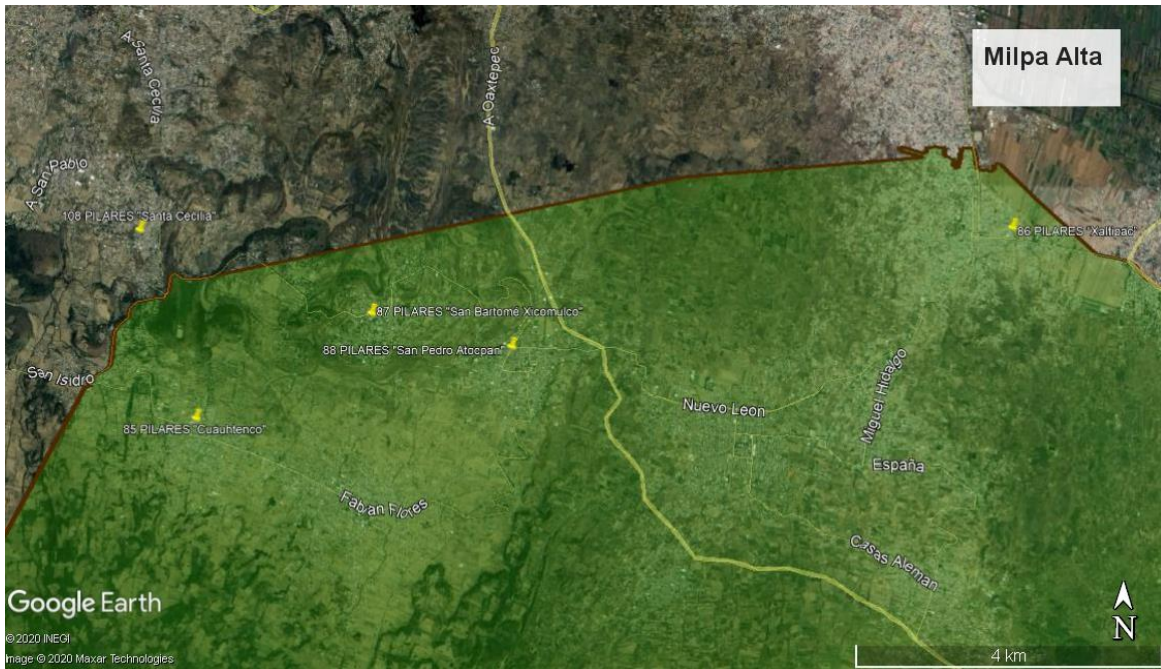 Milpa Alta
A Santa Cecilia
A Oaxtepec
A San Pablo
108 PILARES "Santa Cecilia"
86 PILARES "Xaltipac"
87 PILARES "San Bartomé Xicomulco"
88 PILARES "San Pedro Atocpan"
San Isidro
Miguel Hidalgo
Nuevo Leon
85 PILARES "Cuauhtenco"
España
Fabian Flores
Casas Aleman
Google Earth
© 2020 INEGI
Image © 2020 Maxar Technologies
N
4 km